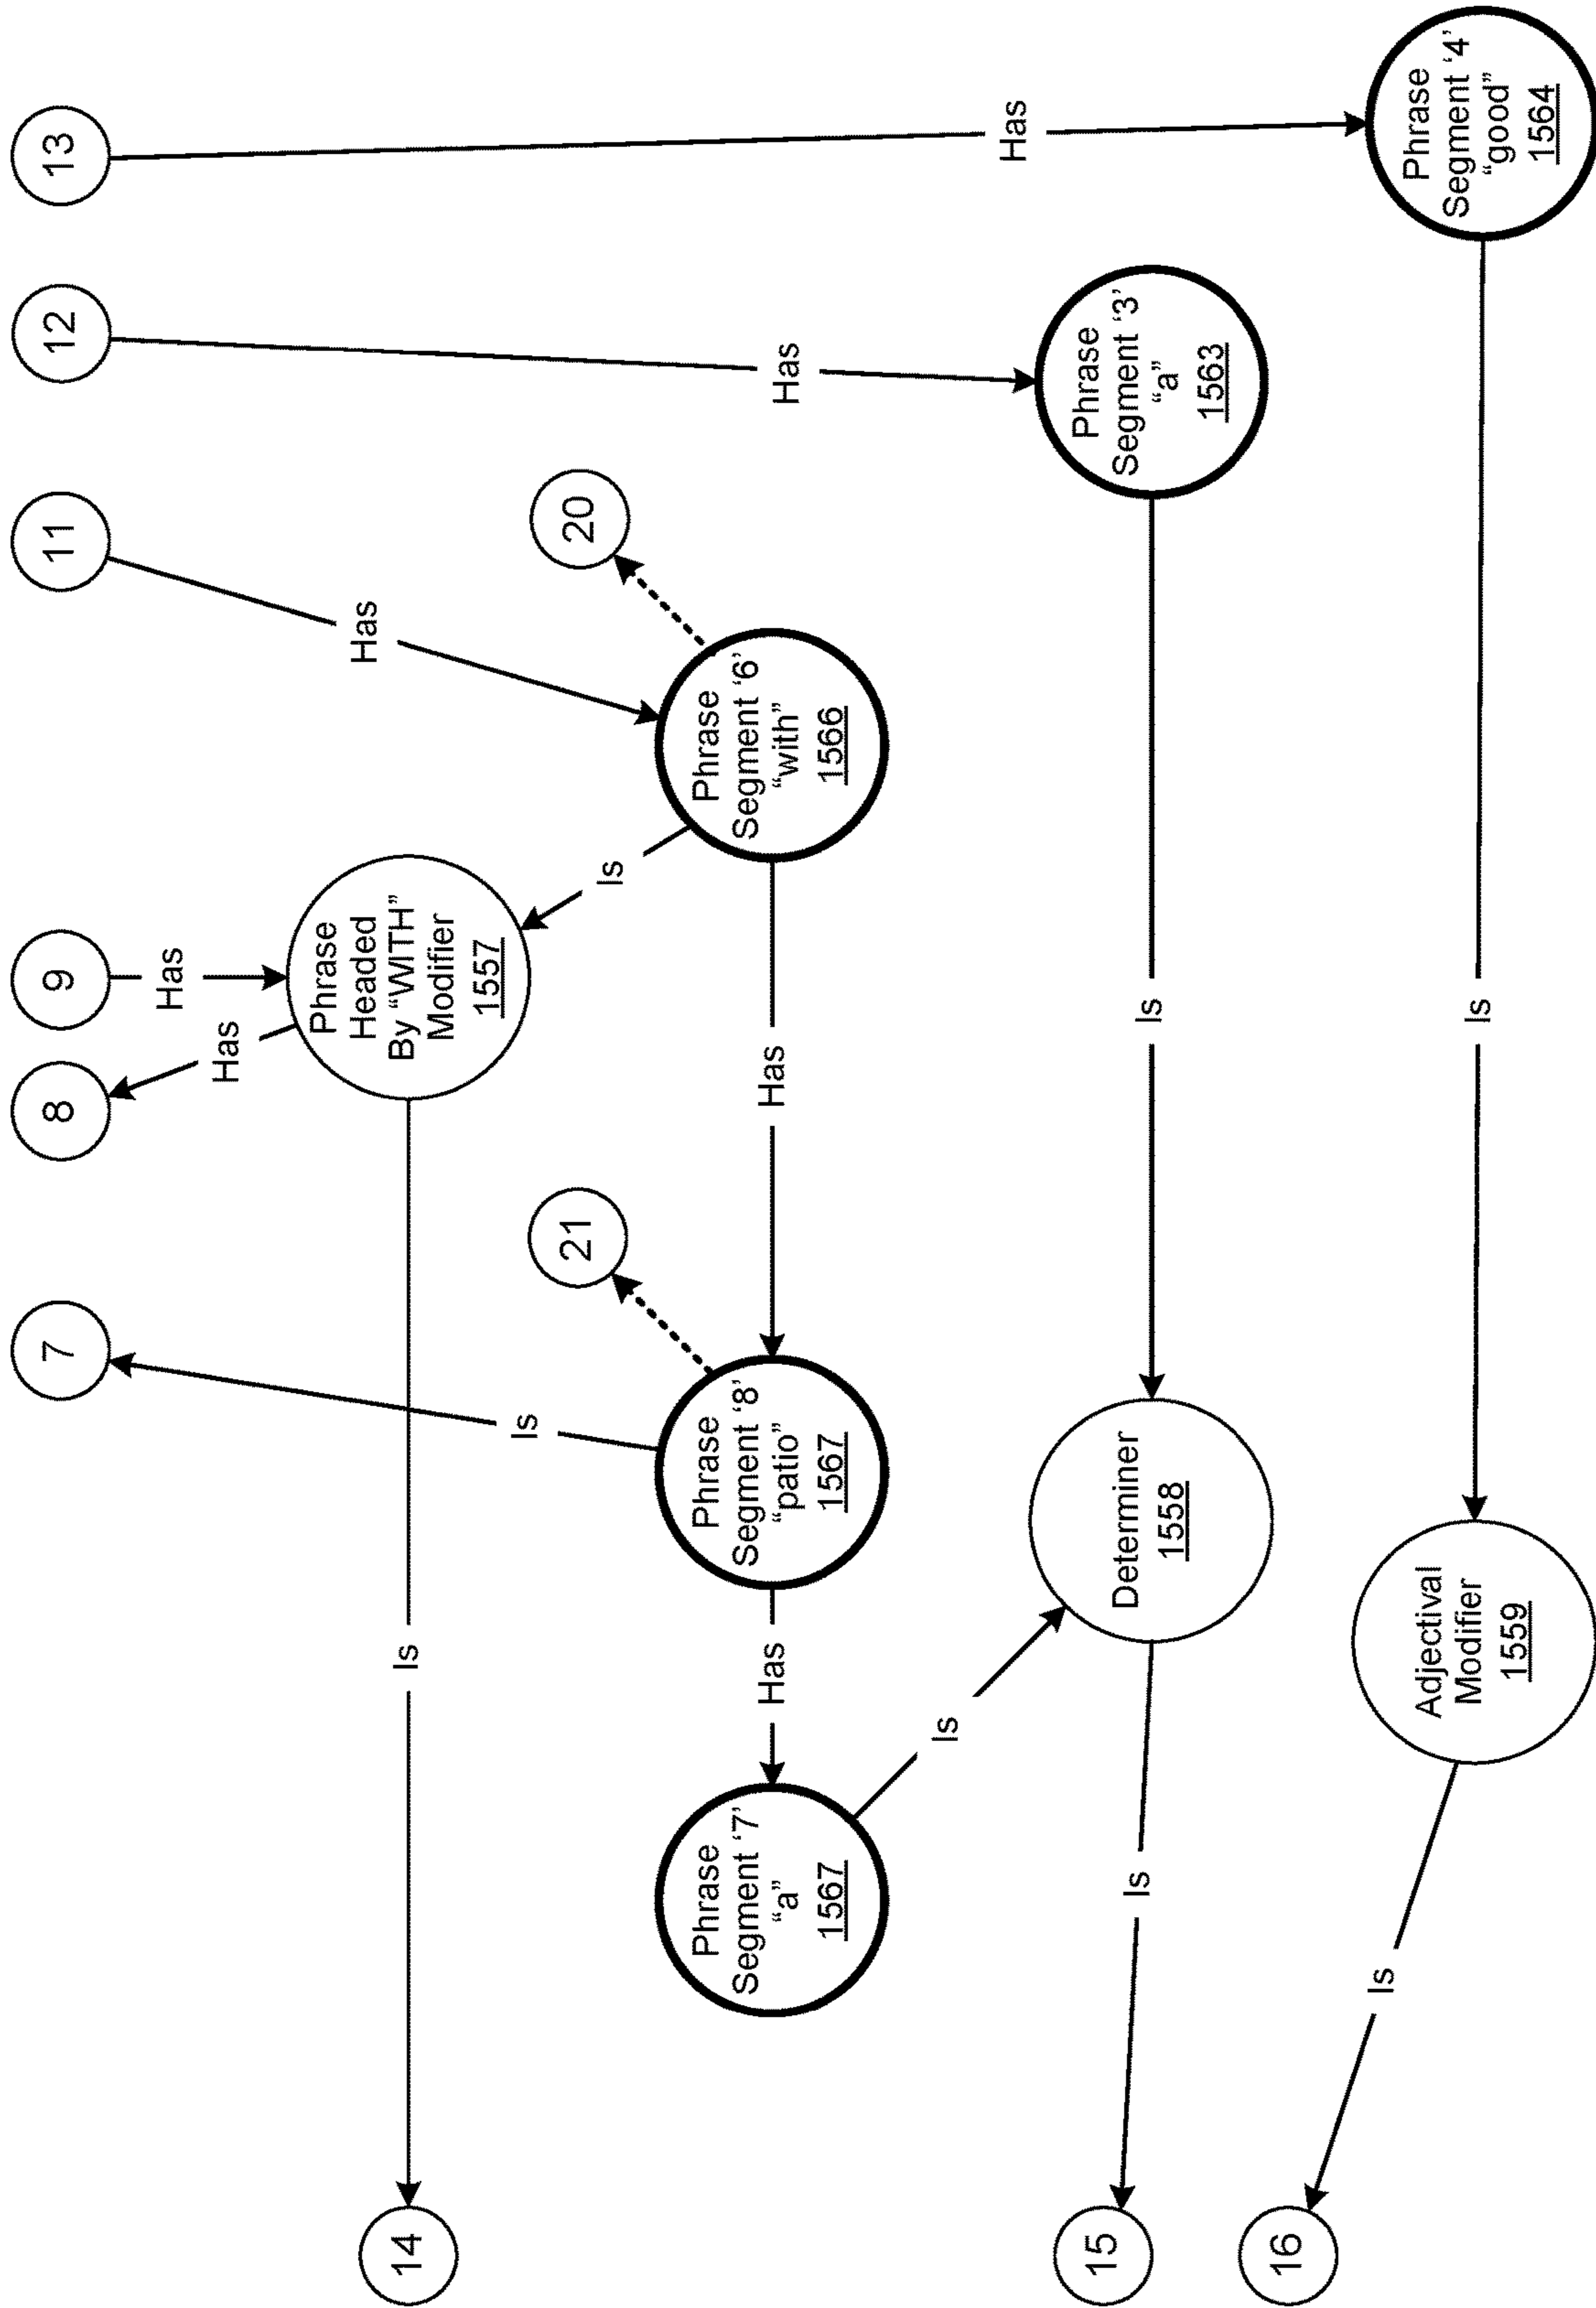 7
8
9
11
12
13
Has
Has
Has
14
Is
Phrase
Headed
By “WITH”
Modifier
1557
Is
21
20
Is
Phrase
Segment ‘7’
“a”
1567
Has
Phrase
Segment ‘8’
“patio”
1567
Has
Phrase
Segment ‘6’
“with”
1566
Has
Is
Has
15
Is
Determiner
1558
Is
Phrase
Segment ‘3’
“a”
1563
16
Is
Adjectival
Modifier
1559
Is
Phrase
Segment ‘4’
“good”
1564